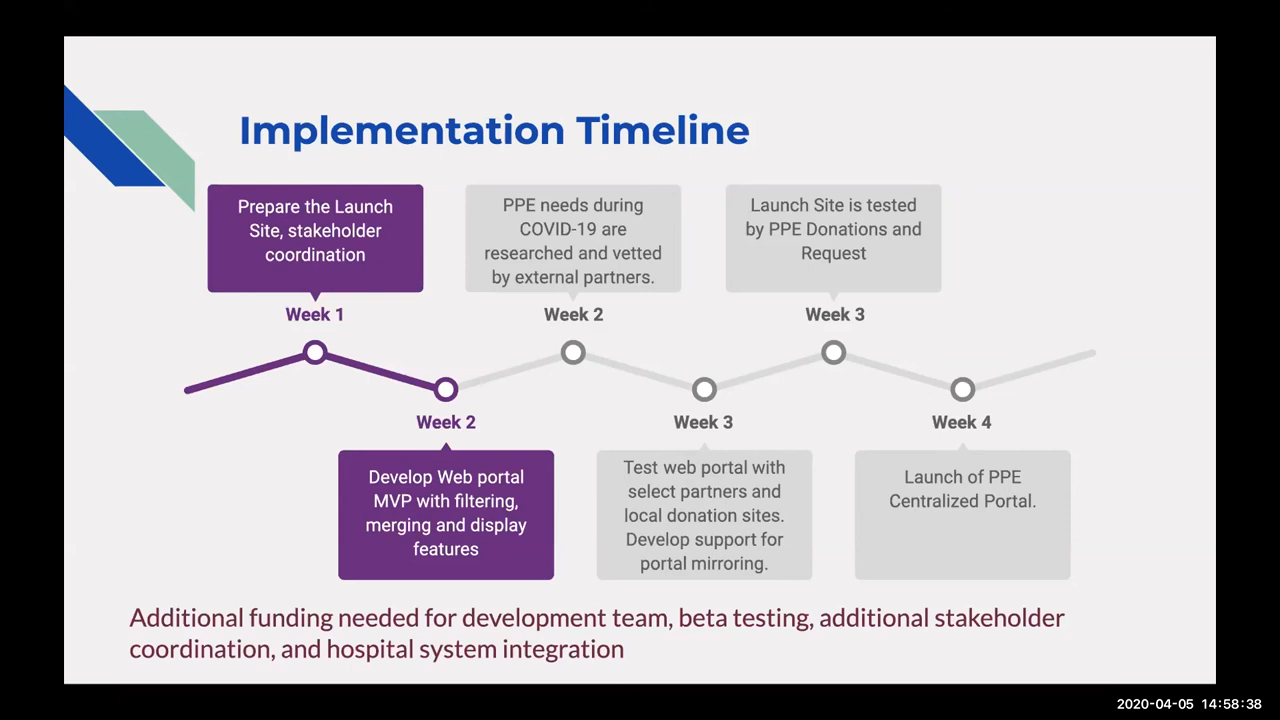 Implementation Timeline
Prepare the Launch
Site, stakeholder
coordination
PPE needs during
COVID-19 are
researched and vetted
by external partners.
Launch Site is tested
by PPE Donations and
Request
Week 1
Week 2
Week 3
Week 2
Week 3
Week 4
Develop Web portal
MVP with filtering,
merging and display
features
Test web portal with
select partners and
local donation sites.
Develop support for
portal mirroring.
Launch of PPE
Centralized Portal.
Additional funding needed for development team, beta testing, additional stakeholder
coordination, and hospital system integration
2020-04-05 14:58:38